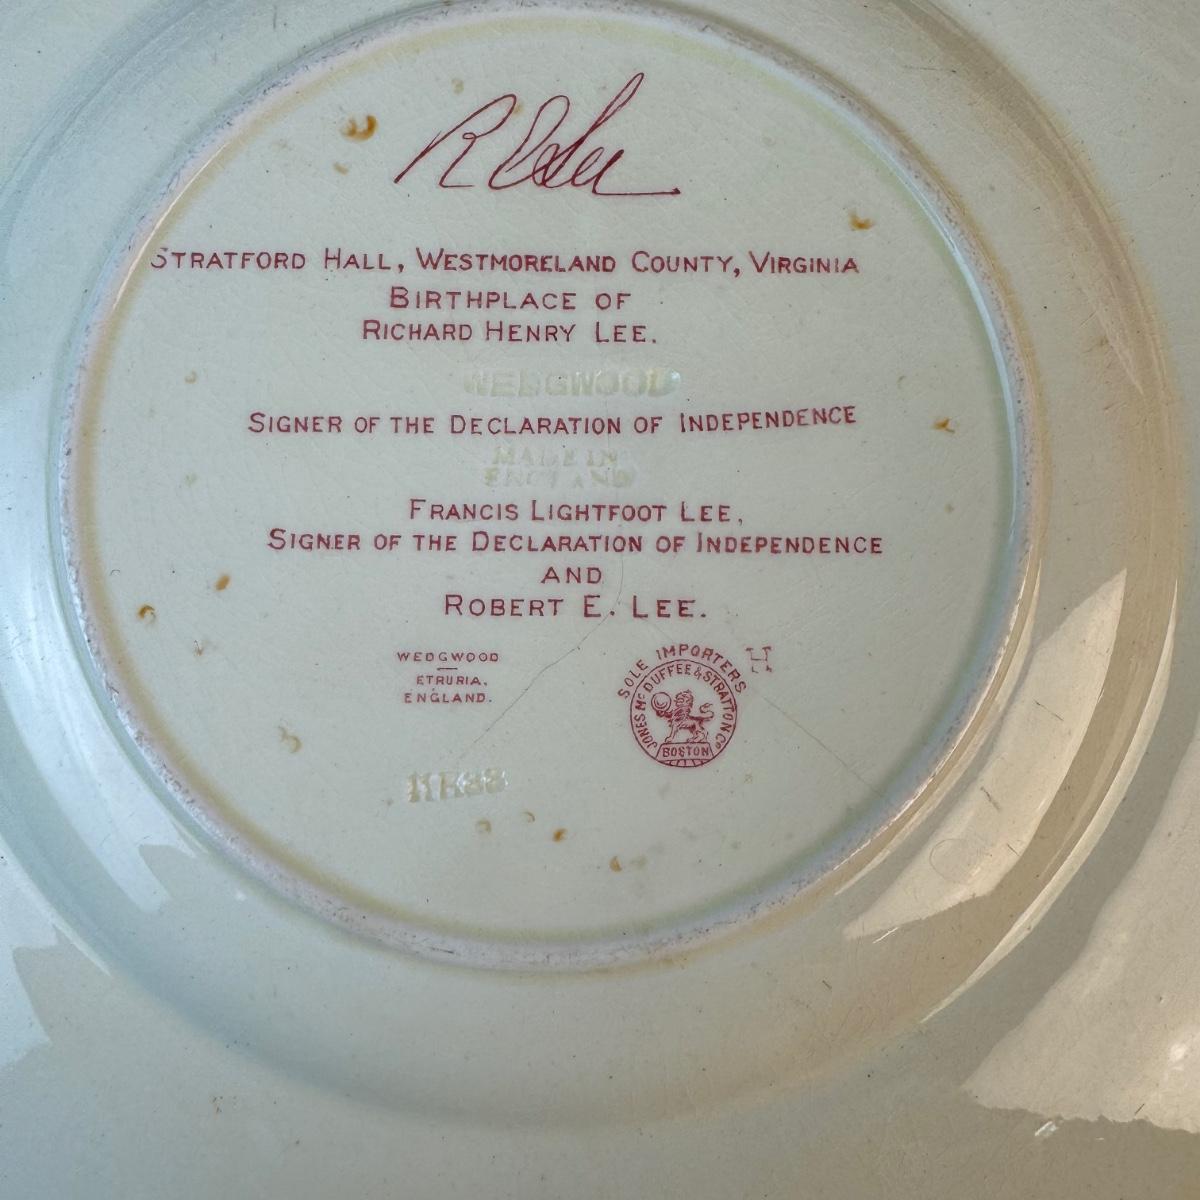 R E Lee
STRATFORD HALL, WESTMORELAND COUNTY, VIRGINIA
BIRTHPLACE OF
RICHARD HENRY LEE.
WEDGWOOD
SIGNER OF THE DECLARATION OF INDEPENDENCE
MADE IN
ENGLAND
FRANCIS LIGHTFOOT LEE,
SIGNER OF THE DECLARATION OF INDEPENDENCE
AND
ROBERT E. LEE.
WEDGWOOD
ETRURIA.
ENGLAND.
SOLE IMPORTERS
JONES McDUFFEE & STRATTON Co
BOSTON
H